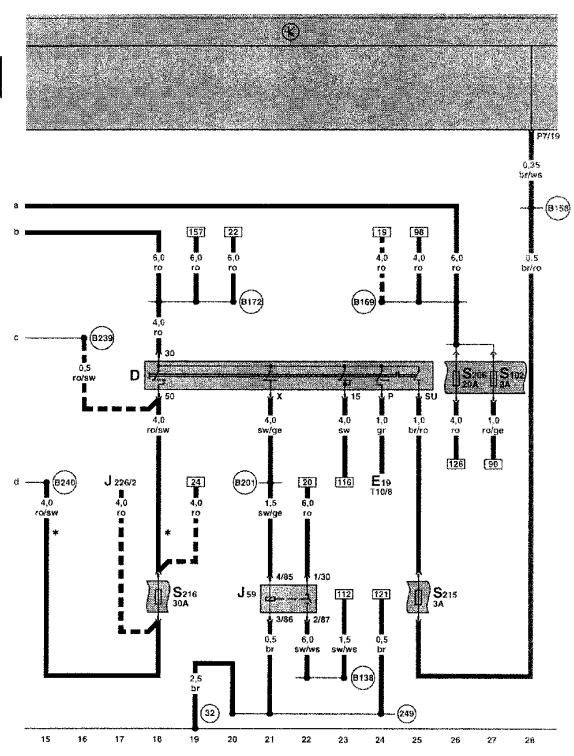 K
P7/19
0,35
br/ws
a
B158
b
157 22 19 98
6,0 6,0 6,0 4,0 4,0 6,0 0,5
ro ro ro ro ro ro br/ro
B172 B169
4,0
ro
c B239
30
0,5
ro/sw
D
S206 S102
20A 3A
50 X 15 P SU
4,0 4,0 4,0 1,0 1,0 4,0 1,0
ro/sw sw/ge sw gr br/ro ro ro/ge
126 90
d B240 J226/2 24 B201 20 116 E19
T10/8
4,0 4,0 4,0 1,5 6,0
ro/sw ro ro sw/ge ro
* *
4/85 1/30
S216 J59 112 121 S215
30A 3A
3/86 2/87
0,5 6,0 1,5 0,5
br sw/ws sw/ws br
2,5
br
B138
32 249
15 16 17 18 19 20 21 22 23 24 25 26 27 28